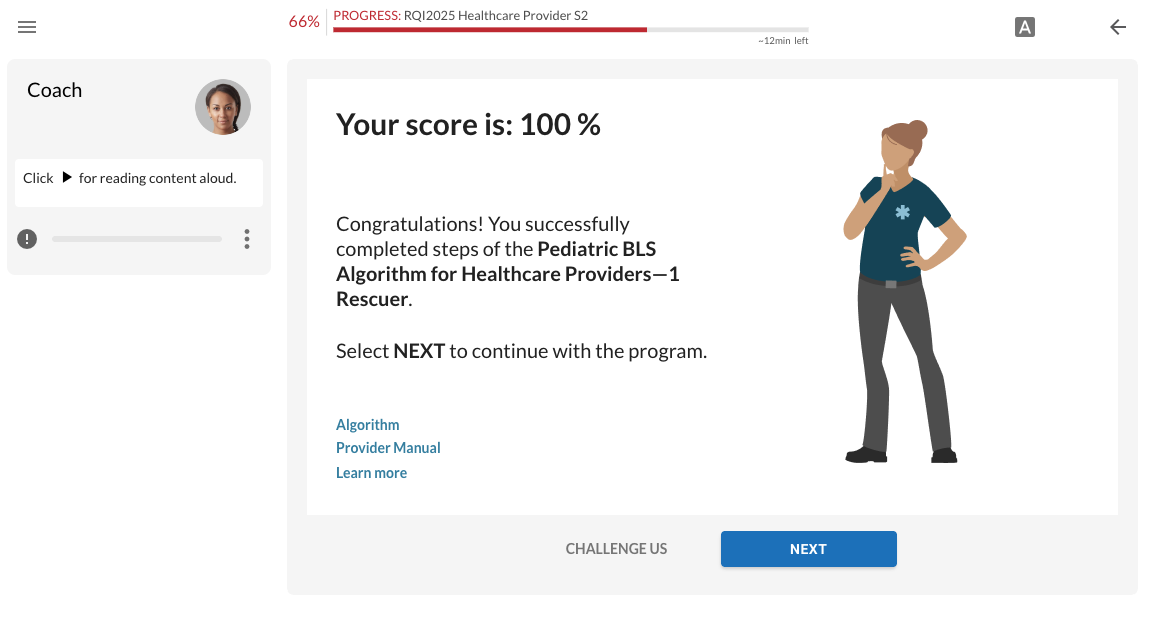 66%
PROGRESS: RQI2025 Healthcare Provider S2
~12min left
A
Coach
Click ▶ for reading content aloud.
!
Your score is: 100 %
Congratulations! You successfully
completed steps of the Pediatric BLS
Algorithm for Healthcare Providers—1
Rescuer.
Select NEXT to continue with the program.
Algorithm
Provider Manual
Learn more
CHALLENGE US
NEXT